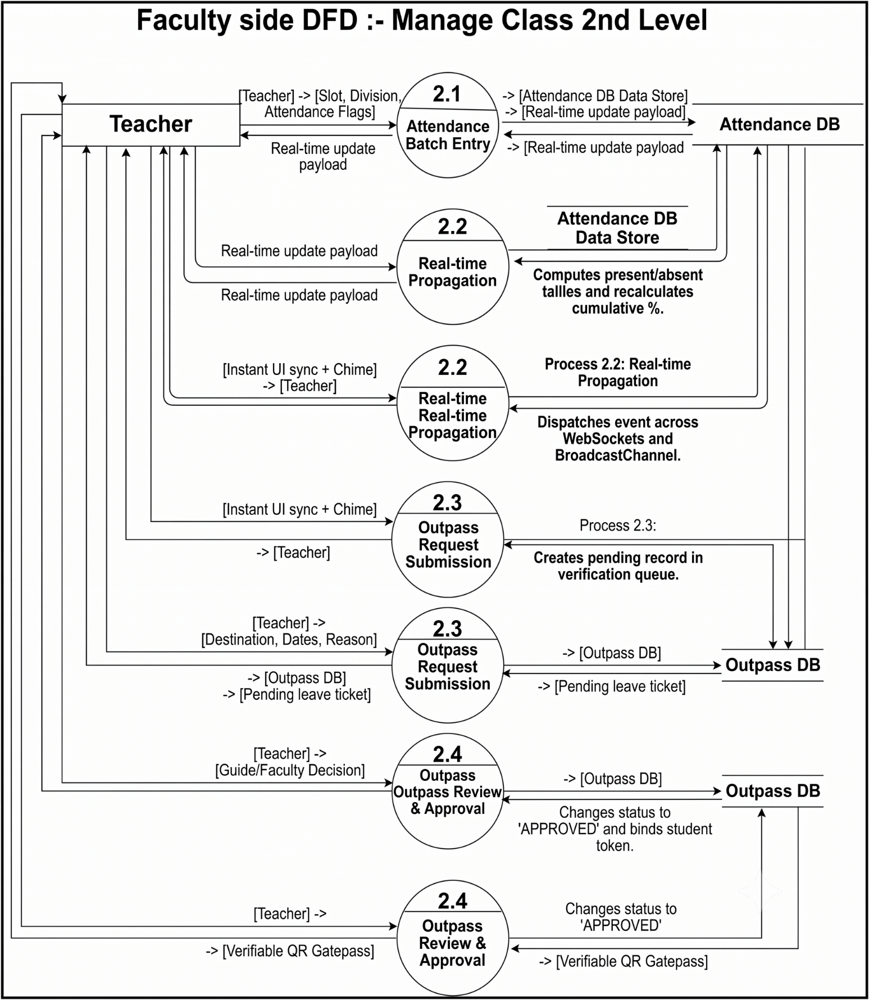 Faculty side DFD :- Manage Class 2nd Level
Teacher
[Teacher] -> [Slot, Division,
Attendance Flags]
Real-time update
payload
2.1
Attendance
Batch Entry
-> [Attendance DB Data Store]
-> [Real-time update payload]
-> [Real-time update payload
Attendance DB
Real-time update payload
Real-time update payload
2.2
Real-time
Propagation
Attendance DB
Data Store
Computes present/absent
tallles and recalculates
cumulative %.
[Instant UI sync + Chime]
-> [Teacher]
2.2
Real-time
Real-time
Propagation
Process 2.2: Real-time
Propagation
Dispatches event across
WebSockets and
BroadcastChannel.
[Instant UI sync + Chime]
-> [Teacher]
2.3
Outpass
Request
Submission
Process 2.3:
Creates pending record in
verification queue.
[Teacher] ->
[Destination, Dates, Reason]
-> [Outpass DB]
-> [Pending leave ticket]
2.3
Outpass
Request
Submission
-> [Outpass DB]
-> [Pending leave ticket]
Outpass DB
[Teacher] ->
[Guide/Faculty Decision]
2.4
Outpass
Outpass Review
& Approval
-> [Outpass DB]
Changes status to
'APPROVED' and binds student
token.
Outpass DB
[Teacher] ->
-> [Verifiable QR Gatepass]
2.4
Outpass
Review &
Approval
Changes status to
'APPROVED'
-> [Verifiable QR Gatepass]